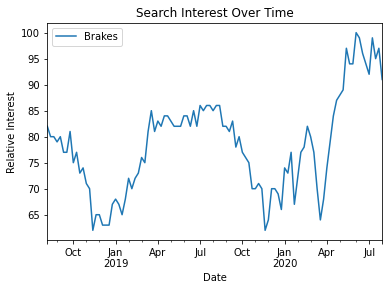 Search Interest Over Time
Brakes
100
95
90
85
80
75
70
65
Relative Interest
Oct Jan Apr Jul Oct Jan Apr Jul
2019 2020
Date